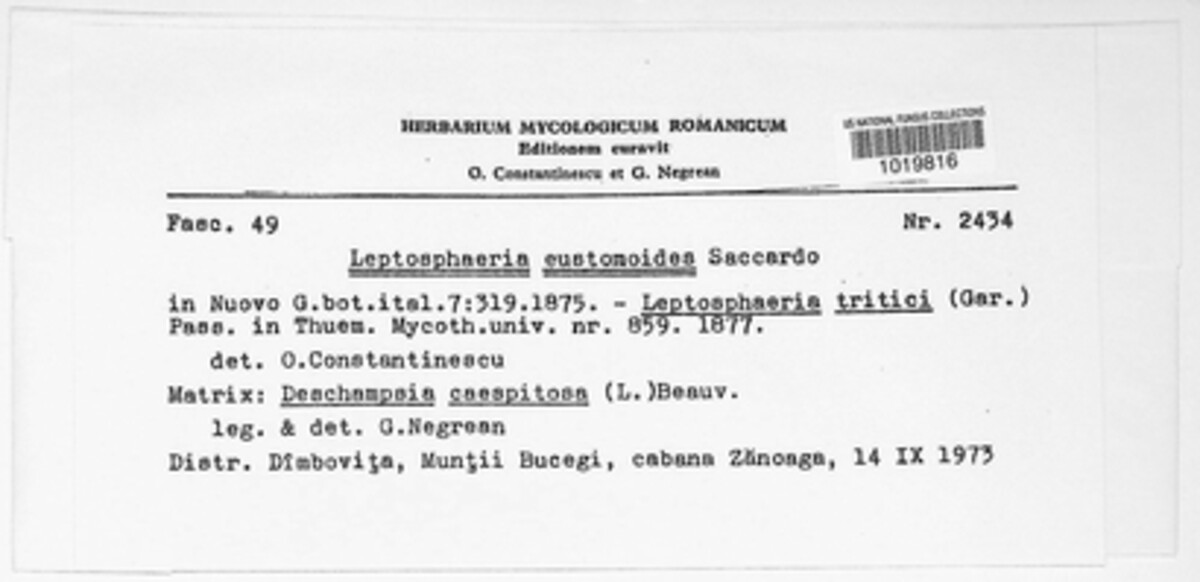 HERBARIUM MYCOLOGICUM ROMANICUM
Editionem curavit
O. Constantinescu et G. Negrean
US NATIONAL FUNGUS COLLECTIONS
1019816
Fasc. 49 Nr. 2434
Leptosphaeria eustomoides Saccardo
in Nuovo G.bot.ital.7:319.1875. - Leptosphaeria tritici (Gar.)
Pass. in Thuem. Mycoth.univ. nr. 859. 1877.
det. O.Constantinescu
Matrix: Deschampsia caespitosa (L.)Beauv.
leg. & det. G.Negrean
Distr. Dîmboviţa, Munţii Bucegi, cabana Zănoaga, 14 IX 1973